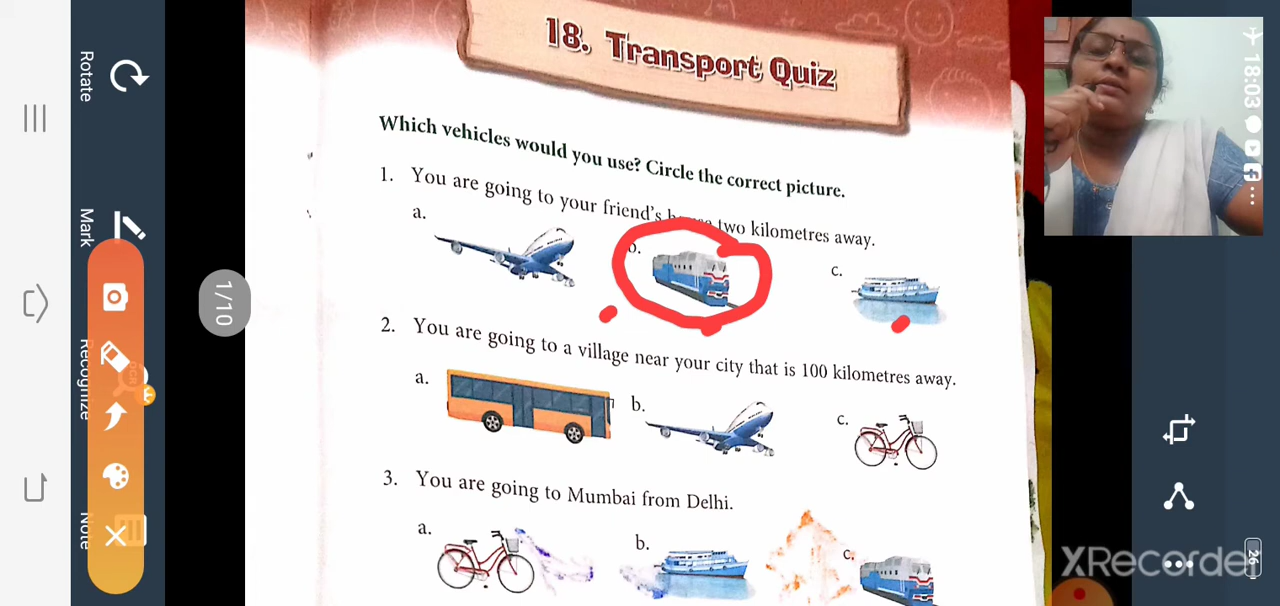 18. Transport Quiz
Which vehicles would you use? Circle the correct picture.
1. You are going to your friend's two kilometres away.
a.
b.
c.
2. You are going to a village near your city that is 100 kilometres away.
a.
b.
c.
3. You are going to Mumbai from Delhi.
a.
b.
c.
Rotate
Mark
Recognize
Note
1/10
18:03
26
XRecorder